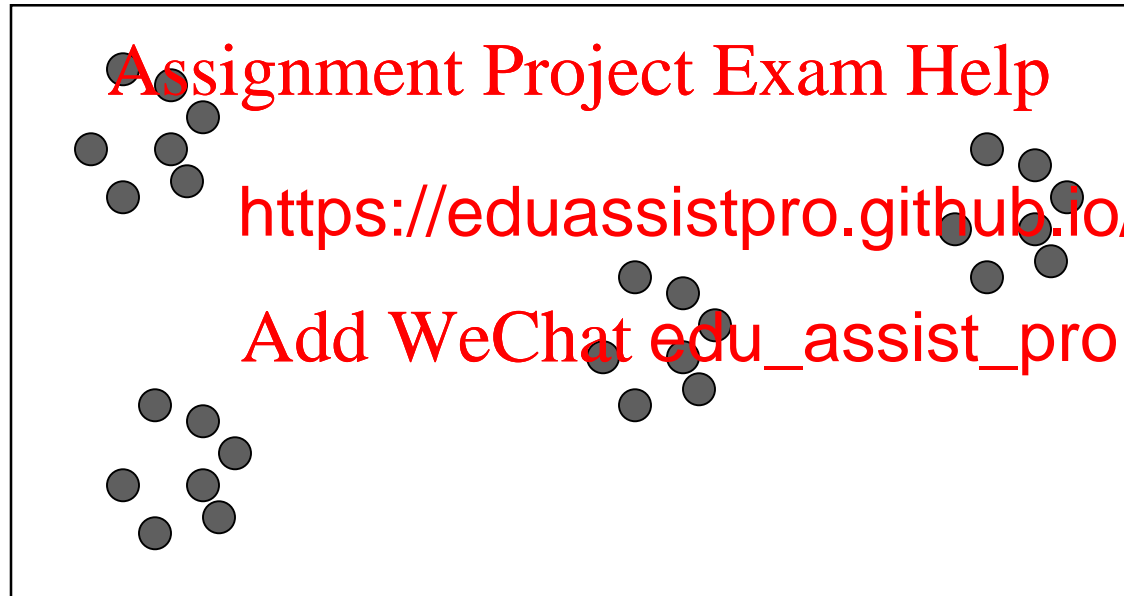 Assignment Project Exam Help
https://eduassistpro.github.io/
Add WeChat edu_assist_pro